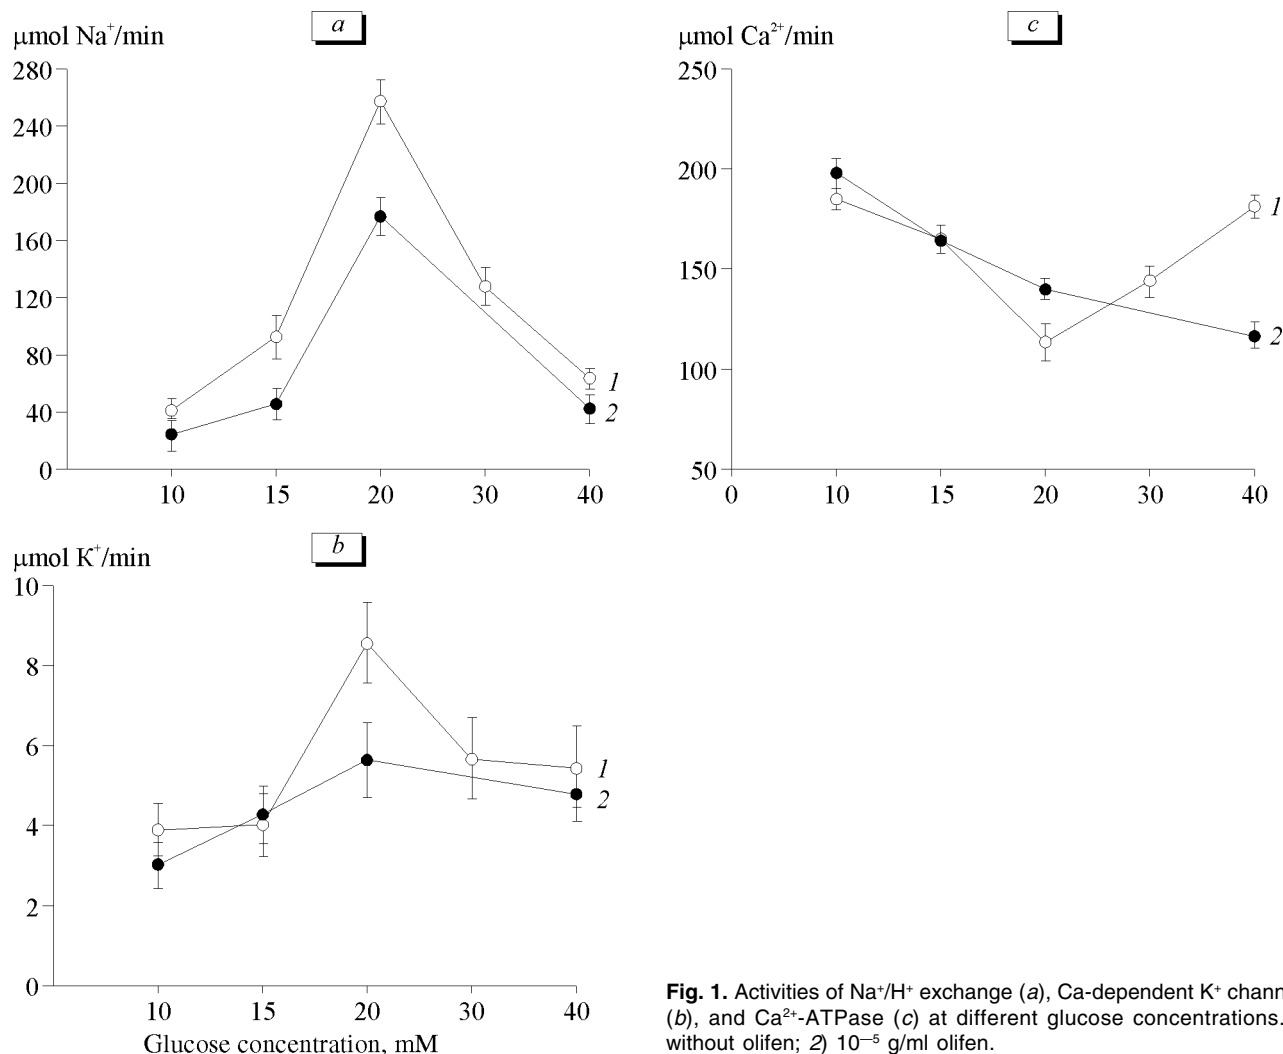 a
μmol Na⁺/min
280
240
200
160
120
80
40
0
10 15 20 30 40
1
2
c
μmol Ca²⁺/min
250
200
150
100
50
0 10 15 20 30 40
1
2
b
μmol K⁺/min
10
8
6
4
2
0
10 15 20 30 40
1
2
Glucose concentration, mM
Fig. 1. Activities of Na⁺/H⁺ exchange (a), Ca-dependent K⁺ chann
(b), and Ca²⁺-ATPase (c) at different glucose concentrations.
without olifen; 2) 10⁻⁵ g/ml olifen.